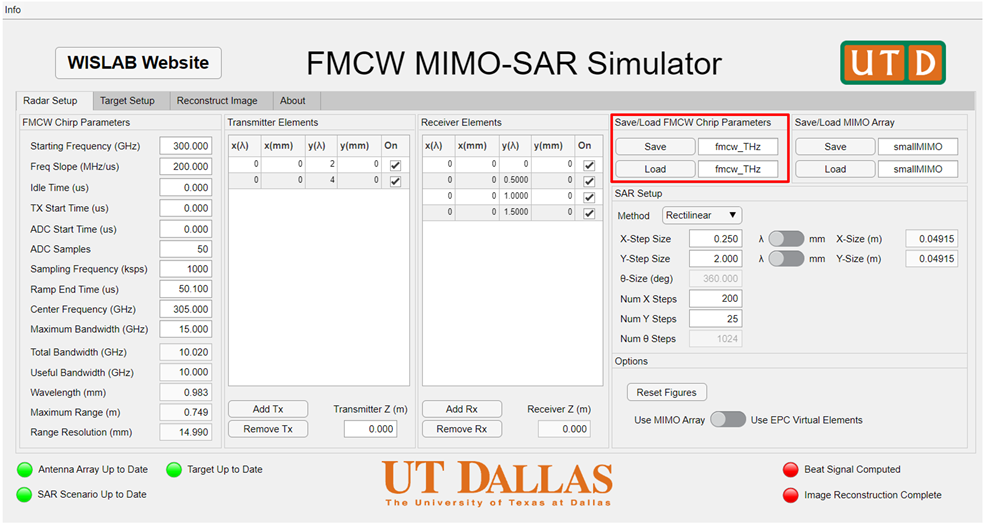 Info
WISLAB Website
FMCW MIMO-SAR Simulator
UTD
Radar Setup Target Setup Reconstruct Image About
FMCW Chirp Parameters
Starting Frequency (GHz) 300.000
Freq Slope (MHz/us) 200.000
Idle Time (us) 0.000
TX Start Time (us) 0.000
ADC Start Time (us) 0.000
ADC Samples 50
Sampling Frequency (ksps) 1000
Ramp End Time (us) 50.100
Center Frequency (GHz) 305.000
Maximum Bandwidth (GHz) 15.000
Total Bandwidth (GHz) 10.020
Useful Bandwidth (GHz) 10.000
Wavelength (mm) 0.983
Maximum Range (m) 0.749
Range Resolution (mm) 14.990
Transmitter Elements
x(λ) x(mm) y(λ) y(mm) On
0 0 2 0
0 0 4 0
Add Tx Transmitter Z (m)
Remove Tx 0.000
Receiver Elements
x(λ) x(mm) y(λ) y(mm) On
0 0 0 0
0 0 0.5000 0
0 0 1.0000 0
0 0 1.5000 0
Add Rx Receiver Z (m)
Remove Rx 0.000
Save/Load FMCW Chrip Parameters
Save fmcw_THz
Load fmcw_THz
Save/Load MIMO Array
Save smallMIMO
Load smallMIMO
SAR Setup
Method Rectilinear
X-Step Size 0.250 λ mm X-Size (m) 0.04915
Y-Step Size 2.000 λ mm Y-Size (m) 0.04915
θ-Size (deg) 360.000
Num X Steps 200
Num Y Steps 25
Num θ Steps 1024
Options
Reset Figures
Use MIMO Array Use EPC Virtual Elements
Antenna Array Up to Date Target Up to Date
SAR Scenario Up to Date
UT DALLAS
The University of Texas at Dallas
Beat Signal Computed
Image Reconstruction Complete